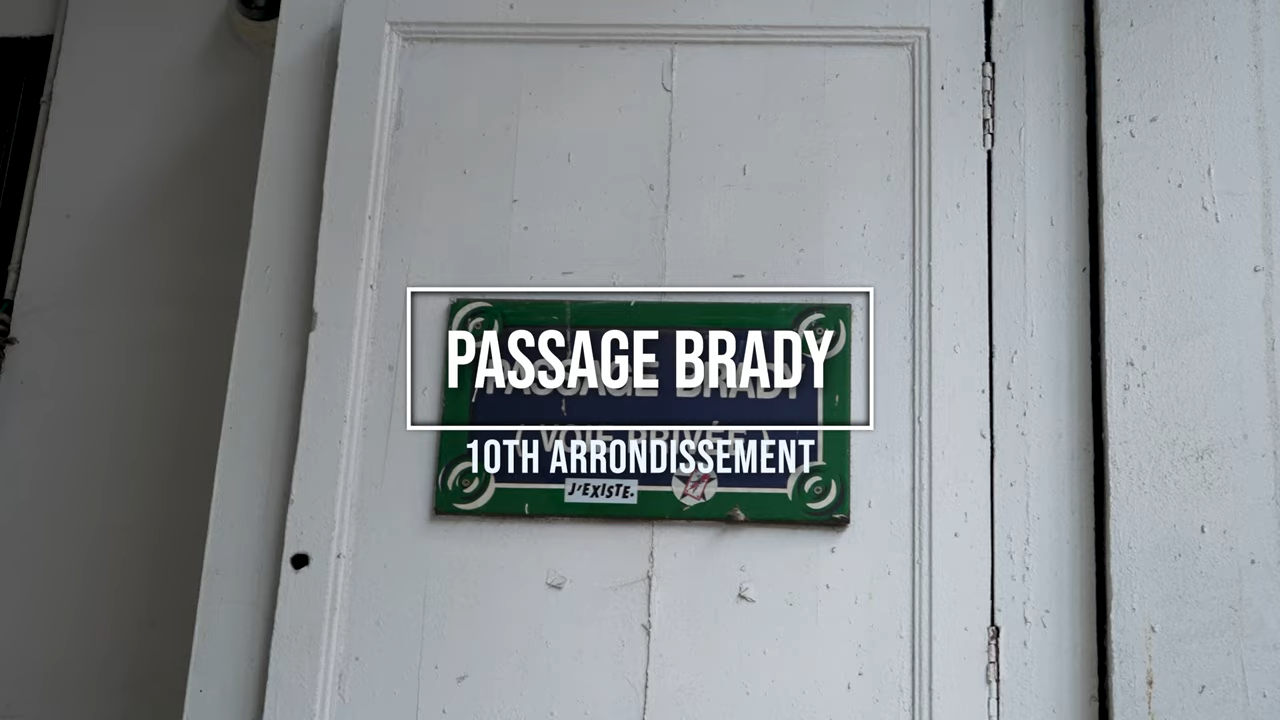 PASSAGE BRADY
PASSAGE BRADY
( VOIE PRIVÉE )
10TH ARRONDISSEMENT
J'EXISTE.